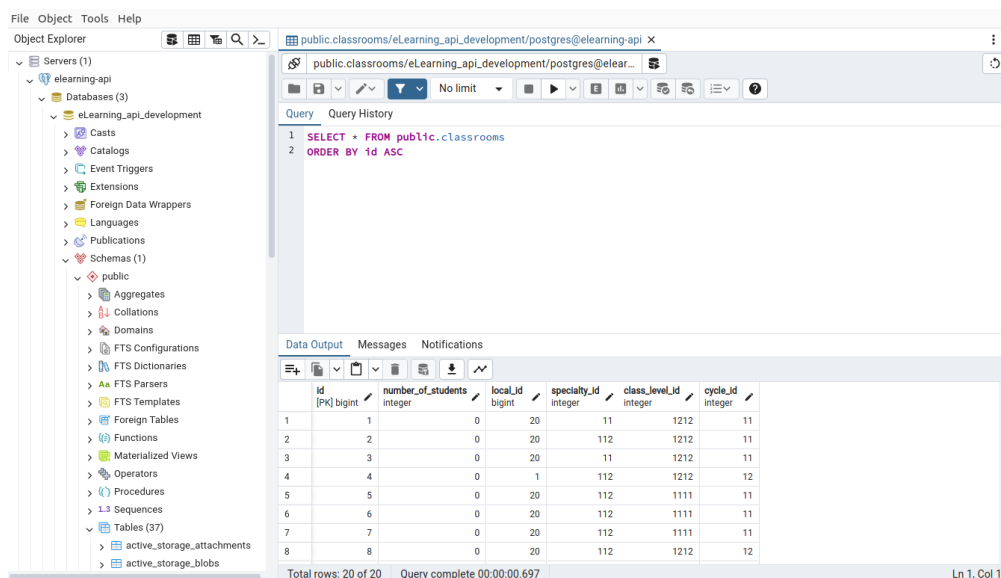 File Object Tools Help
Object Explorer
Servers (1)
elearning-api
Databases (3)
eLearning_api_development
Casts
Catalogs
Event Triggers
Extensions
Foreign Data Wrappers
Languages
Publications
Schemas (1)
public
Aggregates
Collations
Domains
FTS Configurations
FTS Dictionaries
Aa FTS Parsers
FTS Templates
Foreign Tables
Functions
Materialized Views
Operators
Procedures
1..3 Sequences
Tables (37)
active_storage_attachments
active_storage_blobs
public.classrooms/eLearning_api_development/postgres@elearning-api
public.classrooms/eLearning_api_development/postgres@elear...
No limit
E
Query Query History
1 SELECT * FROM public.classrooms
2 ORDER BY id ASC
Data Output Messages Notifications
id number_of_students local_id specialty_id class_level_id cycle_id
[PK] bigint integer bigint integer integer integer
1 1 0 20 11 1212 11
2 2 0 20 112 1212 11
3 3 0 20 11 1212 11
4 4 0 1 112 1212 12
5 5 0 20 112 1111 11
6 6 0 20 112 1111 11
7 7 0 20 112 1111 11
8 8 0 20 112 1212 12
Total rows: 20 of 20 Query complete 00:00:00.697 Ln 1, Col 1